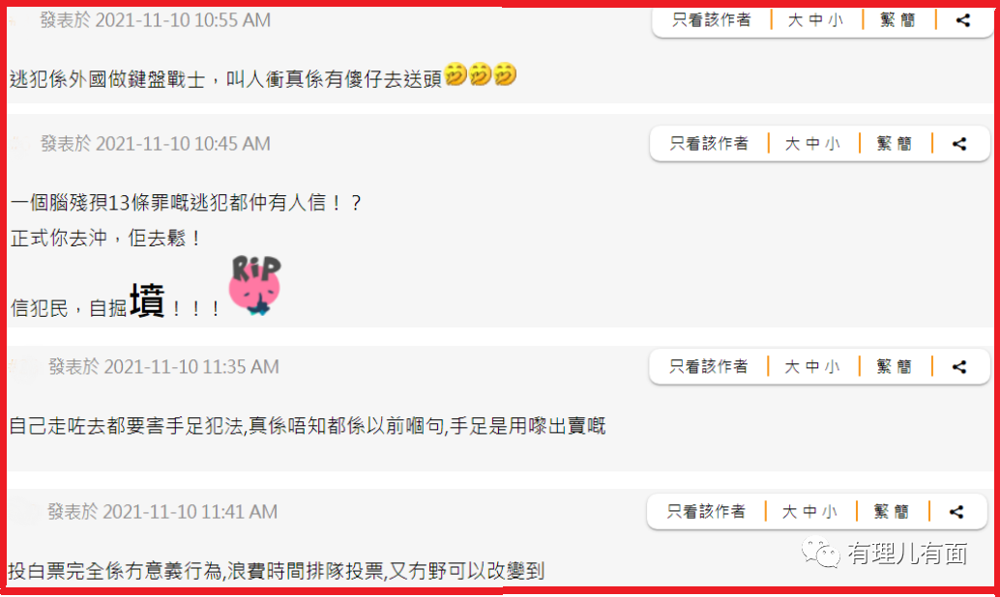 發表於 2021-11-10 10:55 AM
只看該作者 大 中 小 繁 簡
逃犯係外國做鍵盤戰士，叫人衝真係有傻仔去送頭
發表於 2021-11-10 10:45 AM
只看該作者 大 中 小 繁 簡
一個腦殘孭13條罪嘅逃犯都仲有人信！？
正式你去沖，佢去鬆！
RiP
信犯民，自掘墳！！！
發表於 2021-11-10 11:35 AM
只看該作者 大 中 小 繁 簡
自己走咗去都要害手足犯法,真係唔知都係以前嗰句,手足是用嚟出賣嘅
發表於 2021-11-10 11:41 AM
只看該作者 大 中 小 繁 簡
投白票完全係冇意義行為,浪費時間排隊投票,又冇野可以改變到
有理儿有面